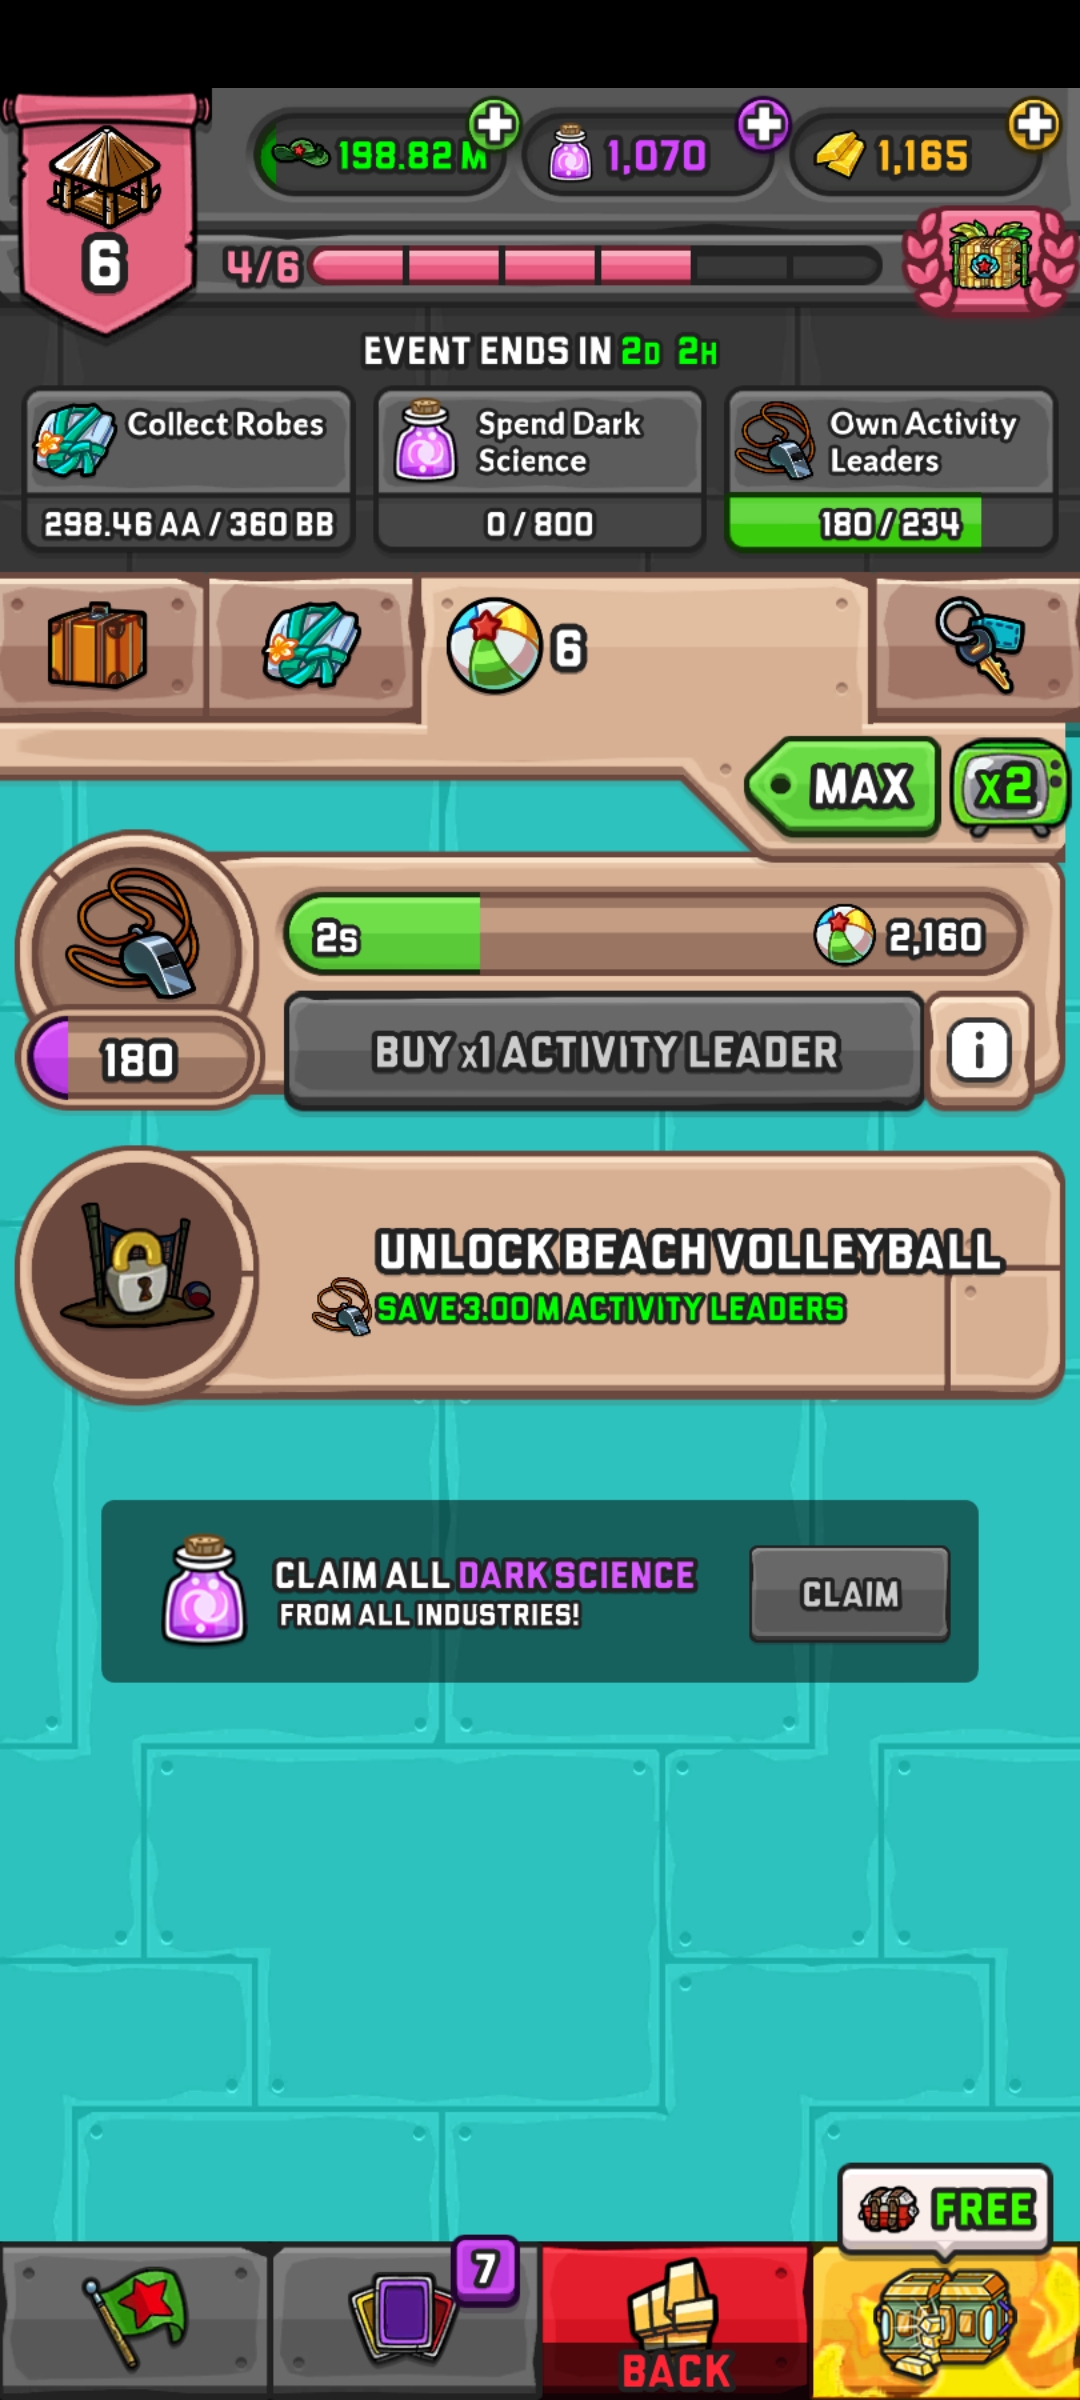 198.82 M
1,070
1,165
6
4/6
EVENT ENDS IN 2D 2H
Collect Robes
298.46 AA / 360 BB
Spend Dark
Science
0 / 800
Own Activity
Leaders
180 / 234
6
MAX
x2
2s
2,160
180
BUY x1 ACTIVITY LEADER
i
UNLOCK BEACH VOLLEYBALL
SAVE 3.00 M ACTIVITY LEADERS
CLAIM ALL DARK SCIENCE
FROM ALL INDUSTRIES!
CLAIM
FREE
7
BACK